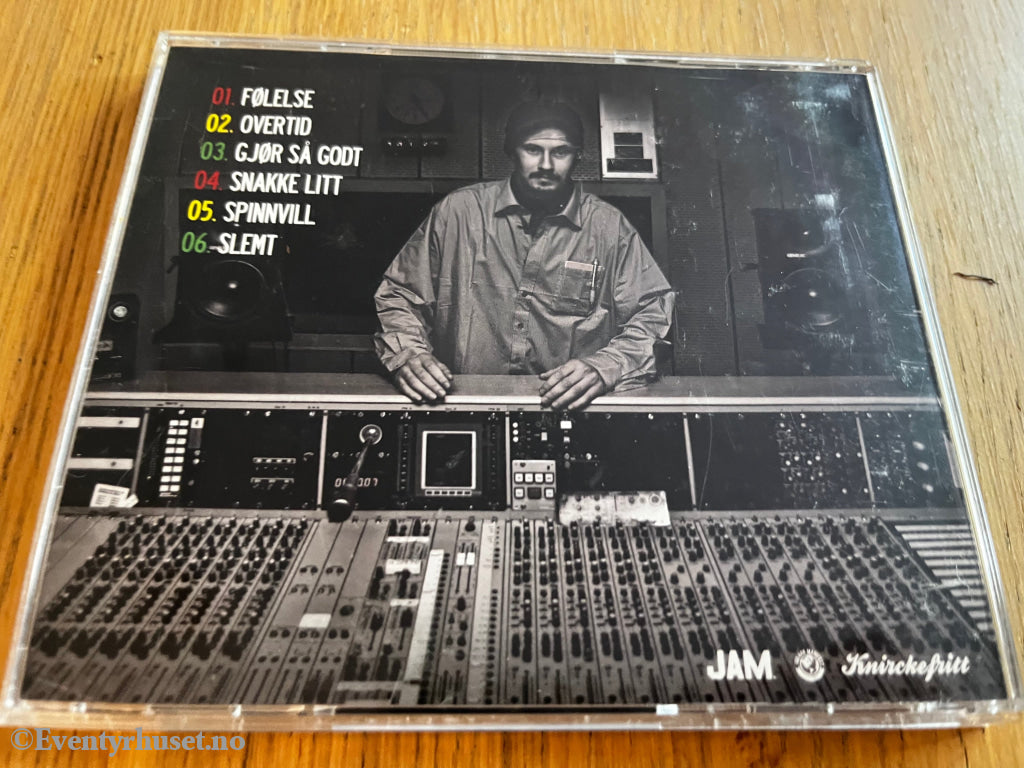 01. FØLELSE
02. OVERTID
03. GJØR SÅ GODT
04. SNAKKE LITT
05. SPINNVILL
06. SLEMT
JAM.
Knirckefritt
©Eventyrhuset.no